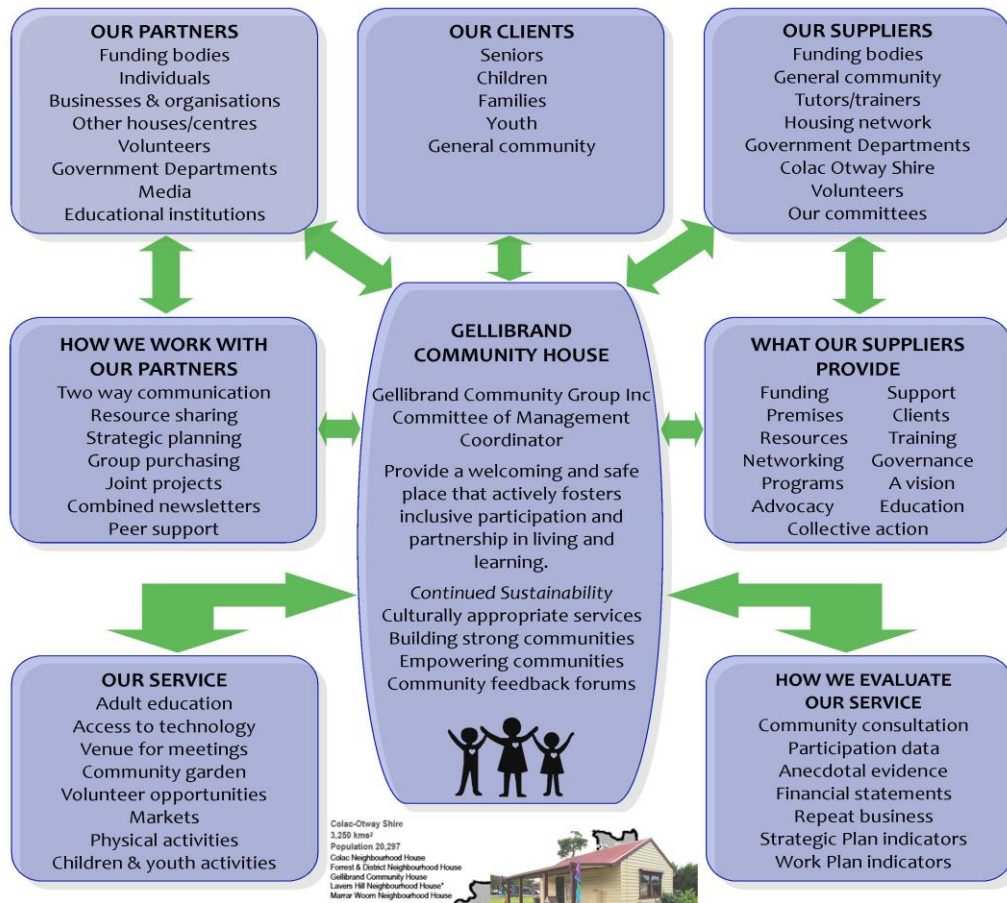 OUR PARTNERS
Funding bodies
Individuals
Businesses & organisations
Other houses/centres
Volunteers
Government Departments
Media
Educational institutions
OUR CLIENTS
Seniors
Children
Families
Youth
General community
OUR SUPPLIERS
Funding bodies
General community
Tutors/trainers
Housing network
Government Departments
Colac Otway Shire
Volunteers
Our committees
HOW WE WORK WITH
OUR PARTNERS
Two way communication
Resource sharing
Strategic planning
Group purchasing
Joint projects
Combined newsletters
Peer support
GELLIBRAND
COMMUNITY HOUSE
Gellibrand Community Group Inc
Committee of Management
Coordinator
Provide a welcoming and safe
place that actively fosters
inclusive participation and
partnership in living and
learning.
Continued Sustainability
Culturally appropriate services
Building strong communities
Empowering communities
Community feedback forums
WHAT OUR SUPPLIERS
PROVIDE
Funding Support
Premises Clients
Resources Training
Networking Governance
Programs A vision
Advocacy Education
Collective action
OUR SERVICE
Adult education
Access to technology
Venue for meetings
Community garden
Volunteer opportunities
Markets
Physical activities
Children & youth activities
HOW WE EVALUATE
OUR SERVICE
Community consultation
Participation data
Anecdotal evidence
Financial statements
Repeat business
Strategic Plan indicators
Work Plan indicators
Colac-Otway Shire
3,250 kms²
Population 20,297
Colac Neighbourhood House
Forrest & District Neighbourhood House
Gellibrand Community House
Lavers Hill Neighbourhood House*
Marrar Woorn Neighbourhood House